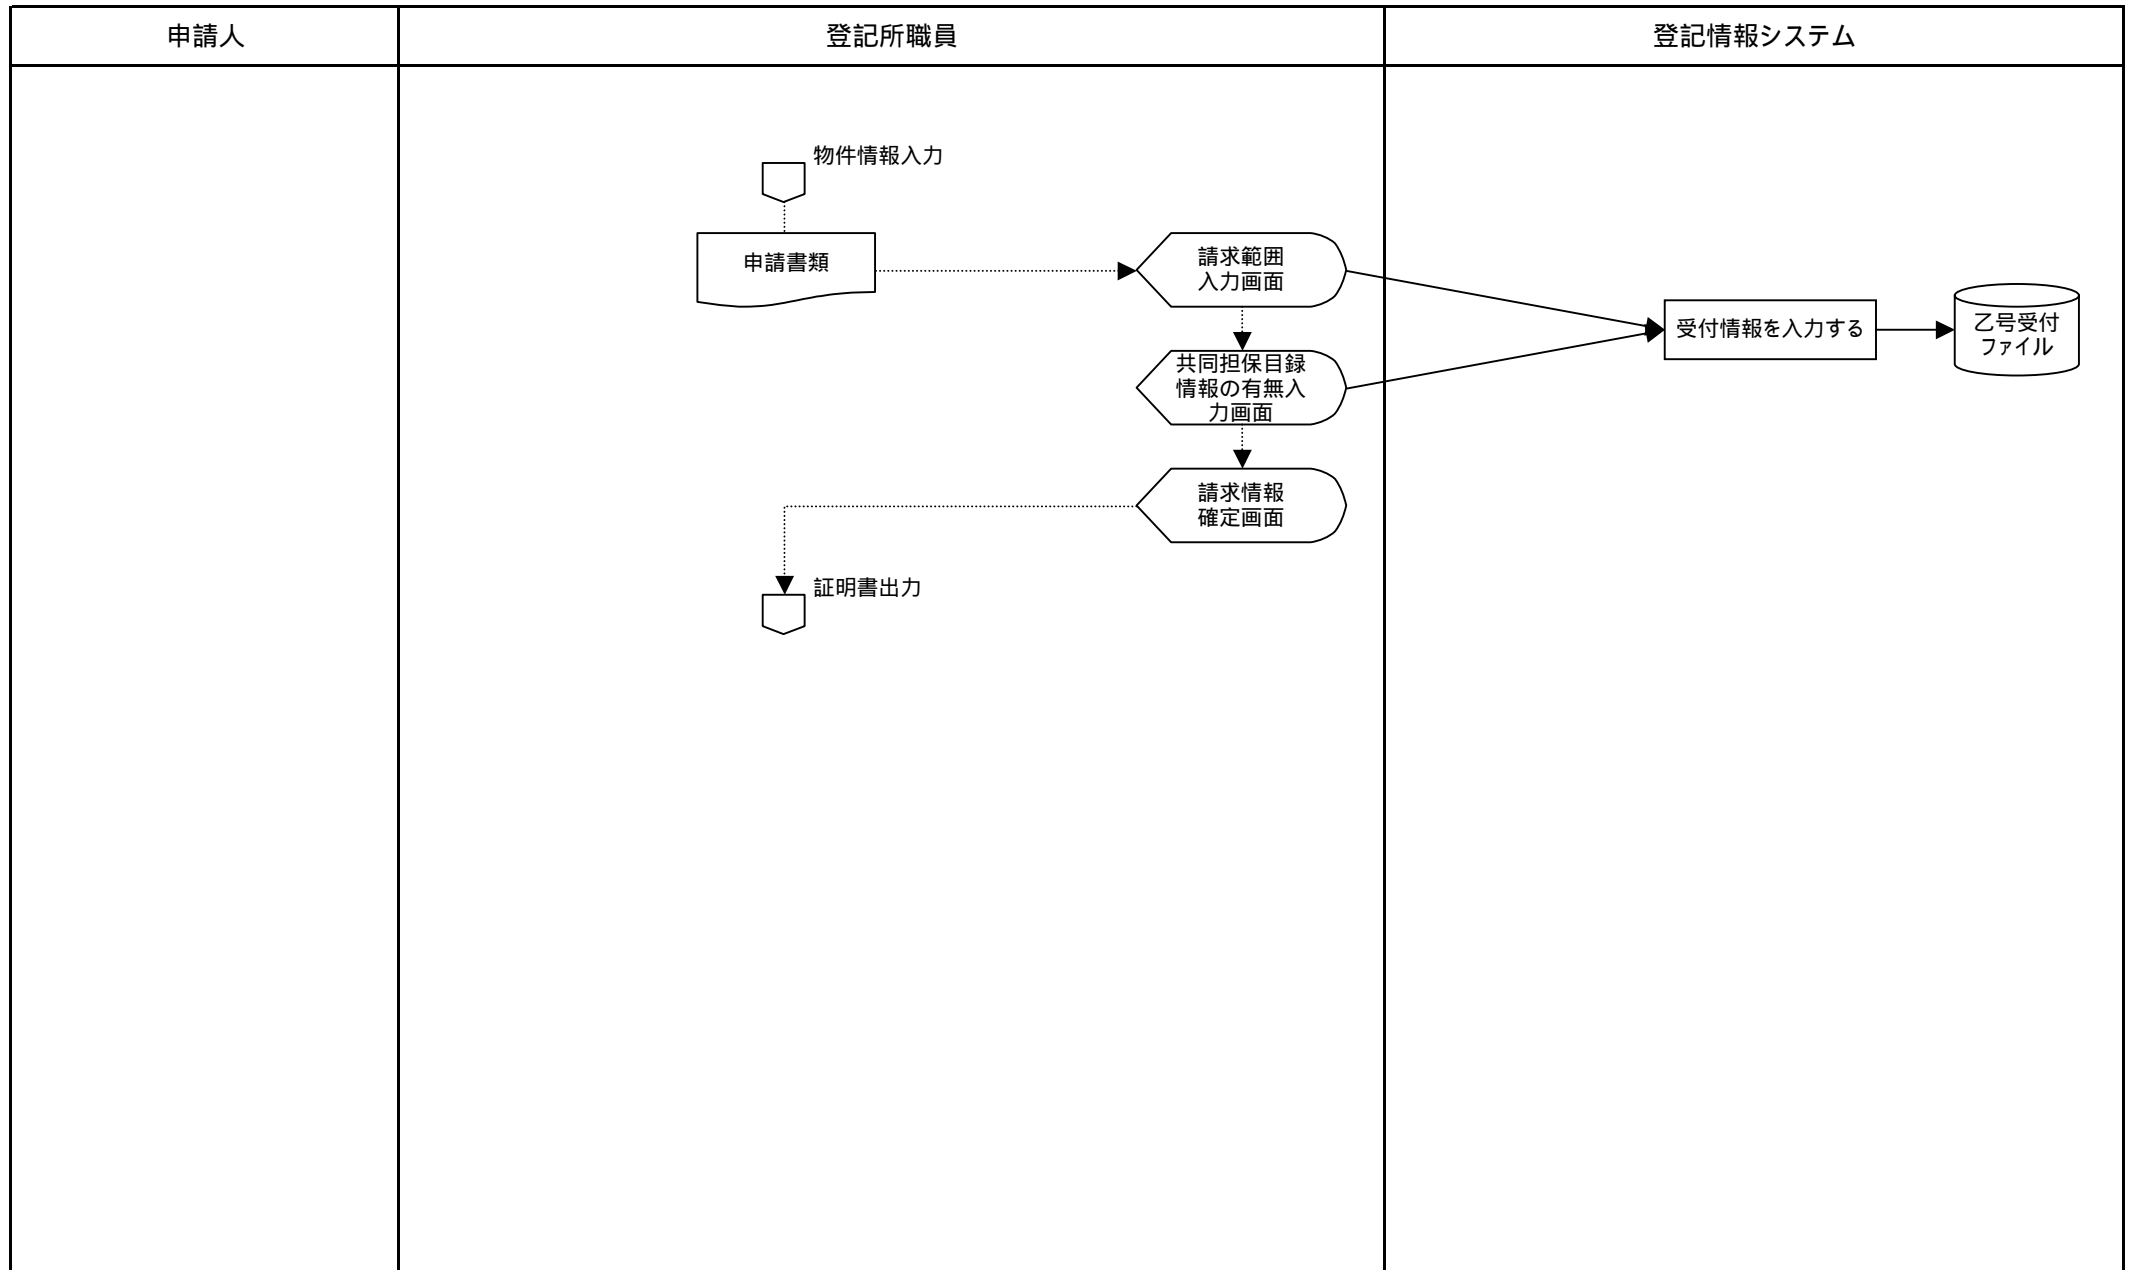 申請人
登記所職員
登記情報システム
物件情報入力
申請書類
請求範囲
入力画面
共同担保目録
情報の有無入
力画面
請求情報
確定画面
証明書出力
受付情報を入力する
乙号受付
ファイル